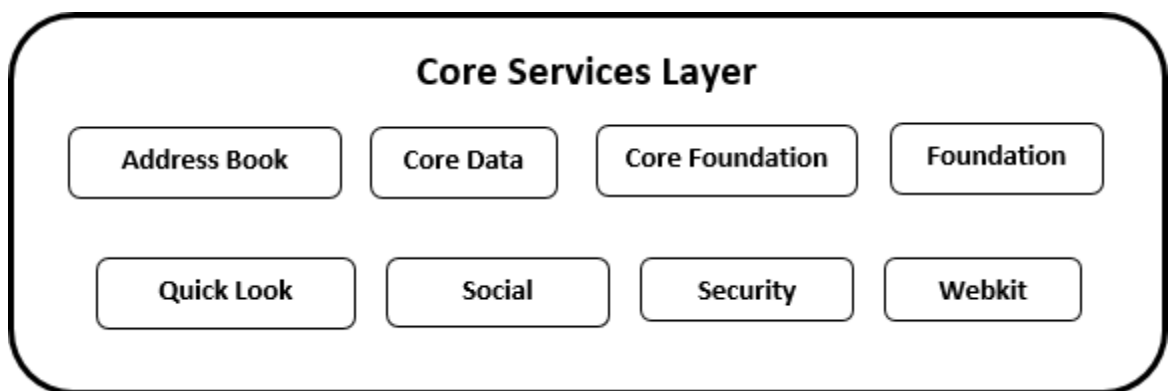 Core Services Layer
Address Book
Core Data
Core Foundation
Foundation
Quick Look
Social
Security
Webkit